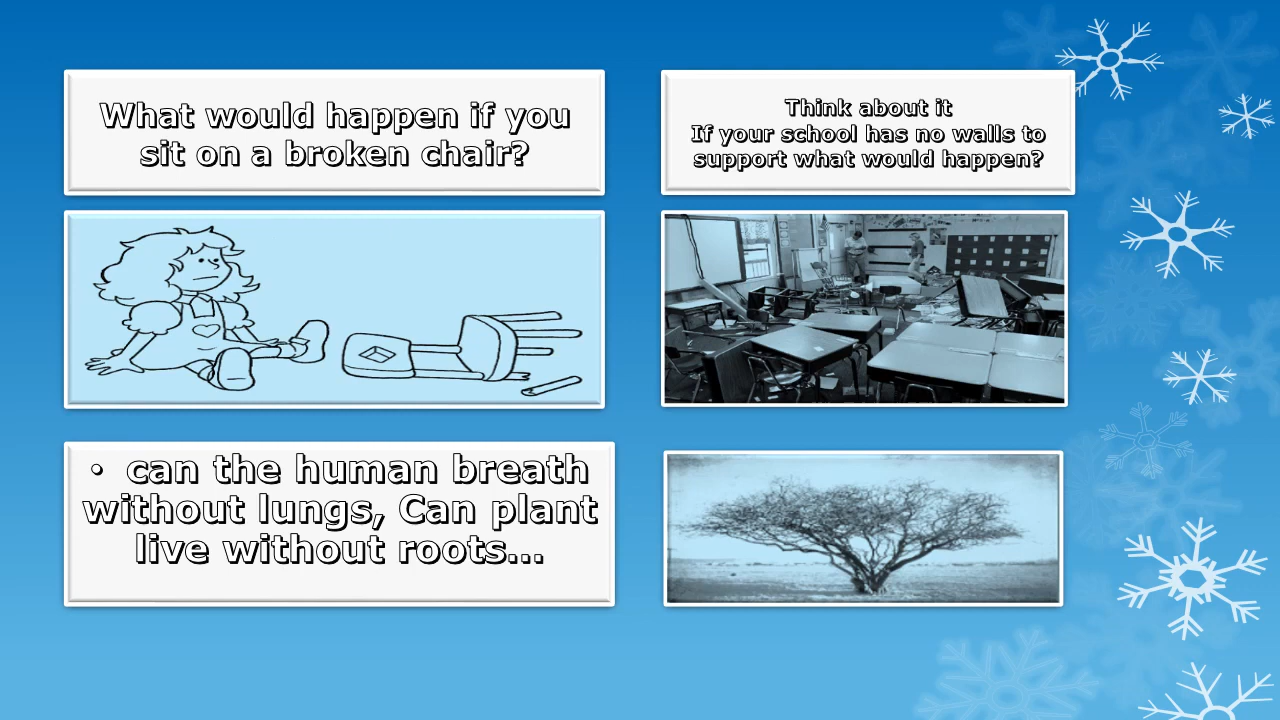 What would happen if you
sit on a broken chair?
Think about it
If your school has no walls to
support what would happen?
• can the human breath
without lungs, Can plant
live without roots...